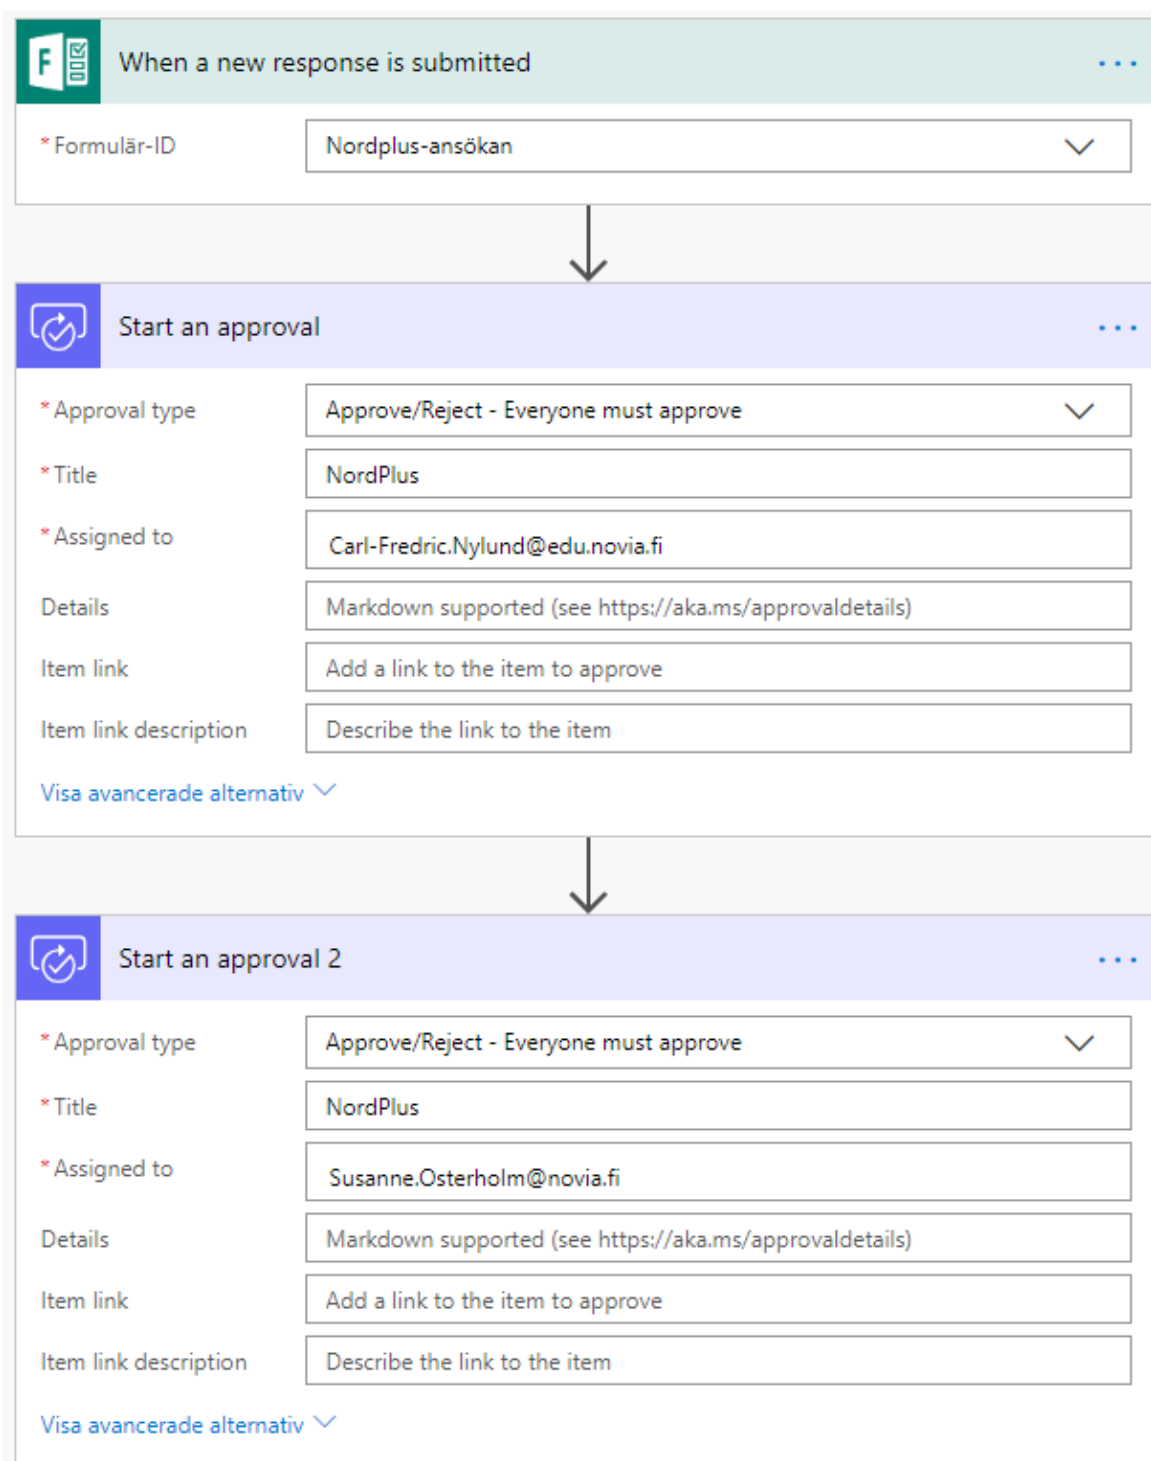 When a new response is submitted
* Formulär-ID Nordplus-ansökan
Start an approval
* Approval type Approve/Reject - Everyone must approve
* Title NordPlus
* Assigned to Carl-Fredric.Nylund@edu.novia.fi
Details Markdown supported (see https://aka.ms/approvaldetails)
Item link Add a link to the item to approve
Item link description Describe the link to the item
Visa avancerade alternativ
Start an approval 2
* Approval type Approve/Reject - Everyone must approve
* Title NordPlus
* Assigned to Susanne.Osterholm@novia.fi
Details Markdown supported (see https://aka.ms/approvaldetails)
Item link Add a link to the item to approve
Item link description Describe the link to the item
Visa avancerade alternativ